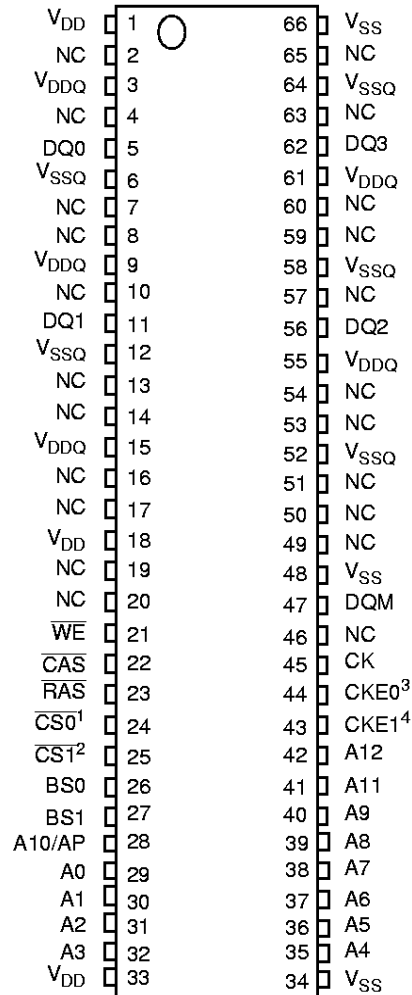 VDD 1 66 VSS
NC 2 65 NC
VDDQ 3 64 VSSQ
NC 4 63 NC
DQ0 5 62 DQ3
VSSQ 6 61 VDDQ
NC 7 60 NC
NC 8 59 NC
VDDQ 9 58 VSSQ
NC 10 57 NC
DQ1 11 56 DQ2
VSSQ 12 55 VDDQ
NC 13 54 NC
NC 14 53 NC
VDDQ 15 52 VSSQ
NC 16 51 NC
NC 17 50 NC
VDD 18 49 NC
NC 19 48 VSS
NC 20 47 DQM
WE 21 46 NC
CAS 22 45 CK
RAS 23 44 CKE0³
CS0¹ 24 43 CKE1⁴
CS1² 25 42 A12
BS0 26 41 A11
BS1 27 40 A9
A10/AP 28 39 A8
A0 29 38 A7
A1 30 37 A6
A2 31 36 A5
A3 32 35 A4
VDD 33 34 VSS